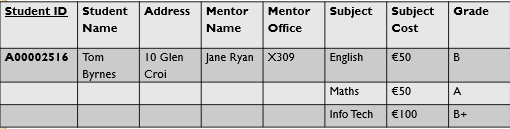 Student ID Student Name Address Mentor Name Mentor Office Subject Subject Cost Grade
A00002516 Tom Byrnes 10 Glen Croi Jane Ryan X309 English €50 B
Maths €50 A
Info Tech €100 B+